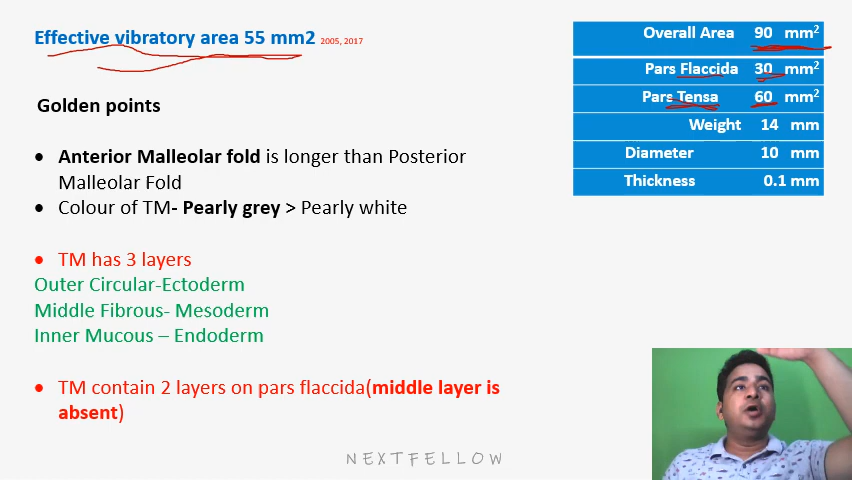 Effective vibratory area 55 mm2 2005, 2017
Golden points
• Anterior Malleolar fold is longer than Posterior
Malleolar Fold
• Colour of TM- Pearly grey > Pearly white
• TM has 3 layers
Outer Circular-Ectoderm
Middle Fibrous- Mesoderm
Inner Mucous – Endoderm
• TM contain 2 layers on pars flaccida(middle layer is
absent)
Overall Area 90 mm²
Pars Flaccida 30 mm²
Pars Tensa 60 mm²
Weight 14 mm
Diameter 10 mm
Thickness 0.1 mm
NEXTFELLOW